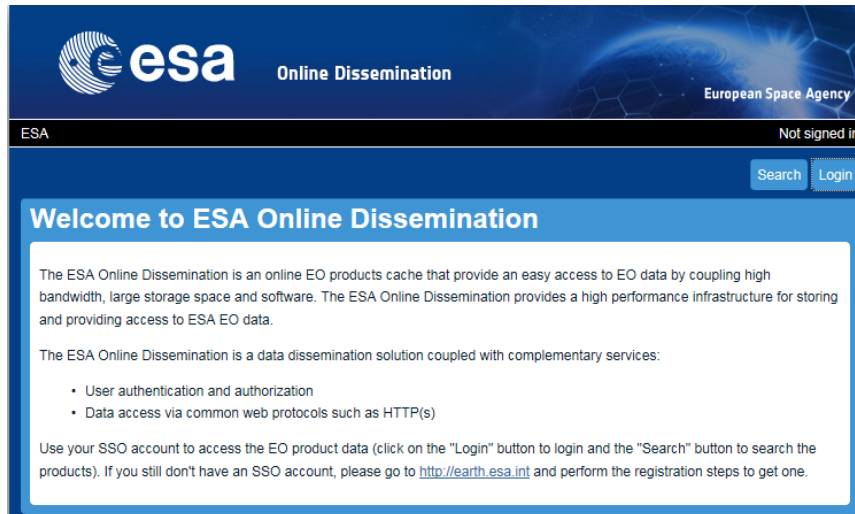 esa
Online Dissemination
European Space Agency
ESA
Not signed in
Search
Login
Welcome to ESA Online Dissemination
The ESA Online Dissemination is an online EO products cache that provide an easy access to EO data by coupling high
bandwidth, large storage space and software. The ESA Online Dissemination provides a high performance infrastructure for storing
and providing access to ESA EO data.
The ESA Online Dissemination is a data dissemination solution coupled with complementary services:
• User authentication and authorization
• Data access via common web protocols such as HTTP(s)
Use your SSO account to access the EO product data (click on the "Login" button to login and the "Search" button to search the
products). If you still don't have an SSO account, please go to http://earth.esa.int and perform the registration steps to get one.